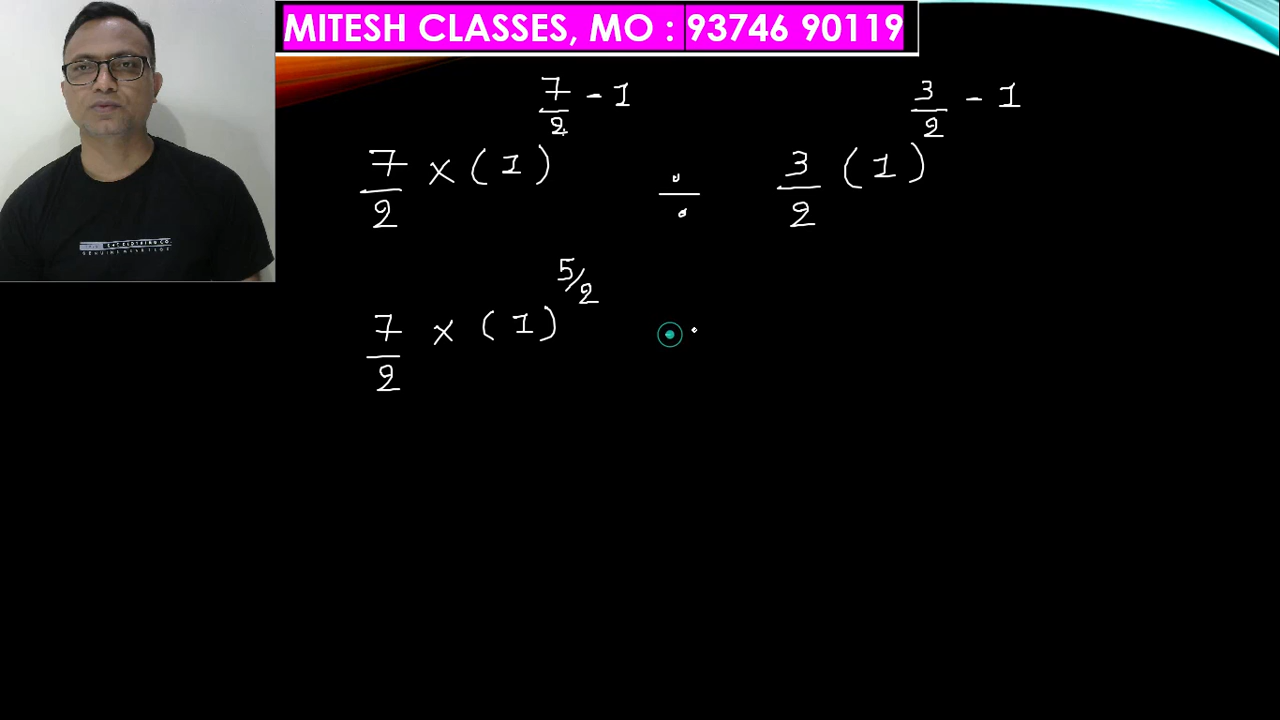 MITESH CLASSES, MO : 93746 90119
7/2 × (1)^(7/2 - 1) ÷ 3/2 (1)^(3/2 - 1)
7/2 × (1)^(5/2)